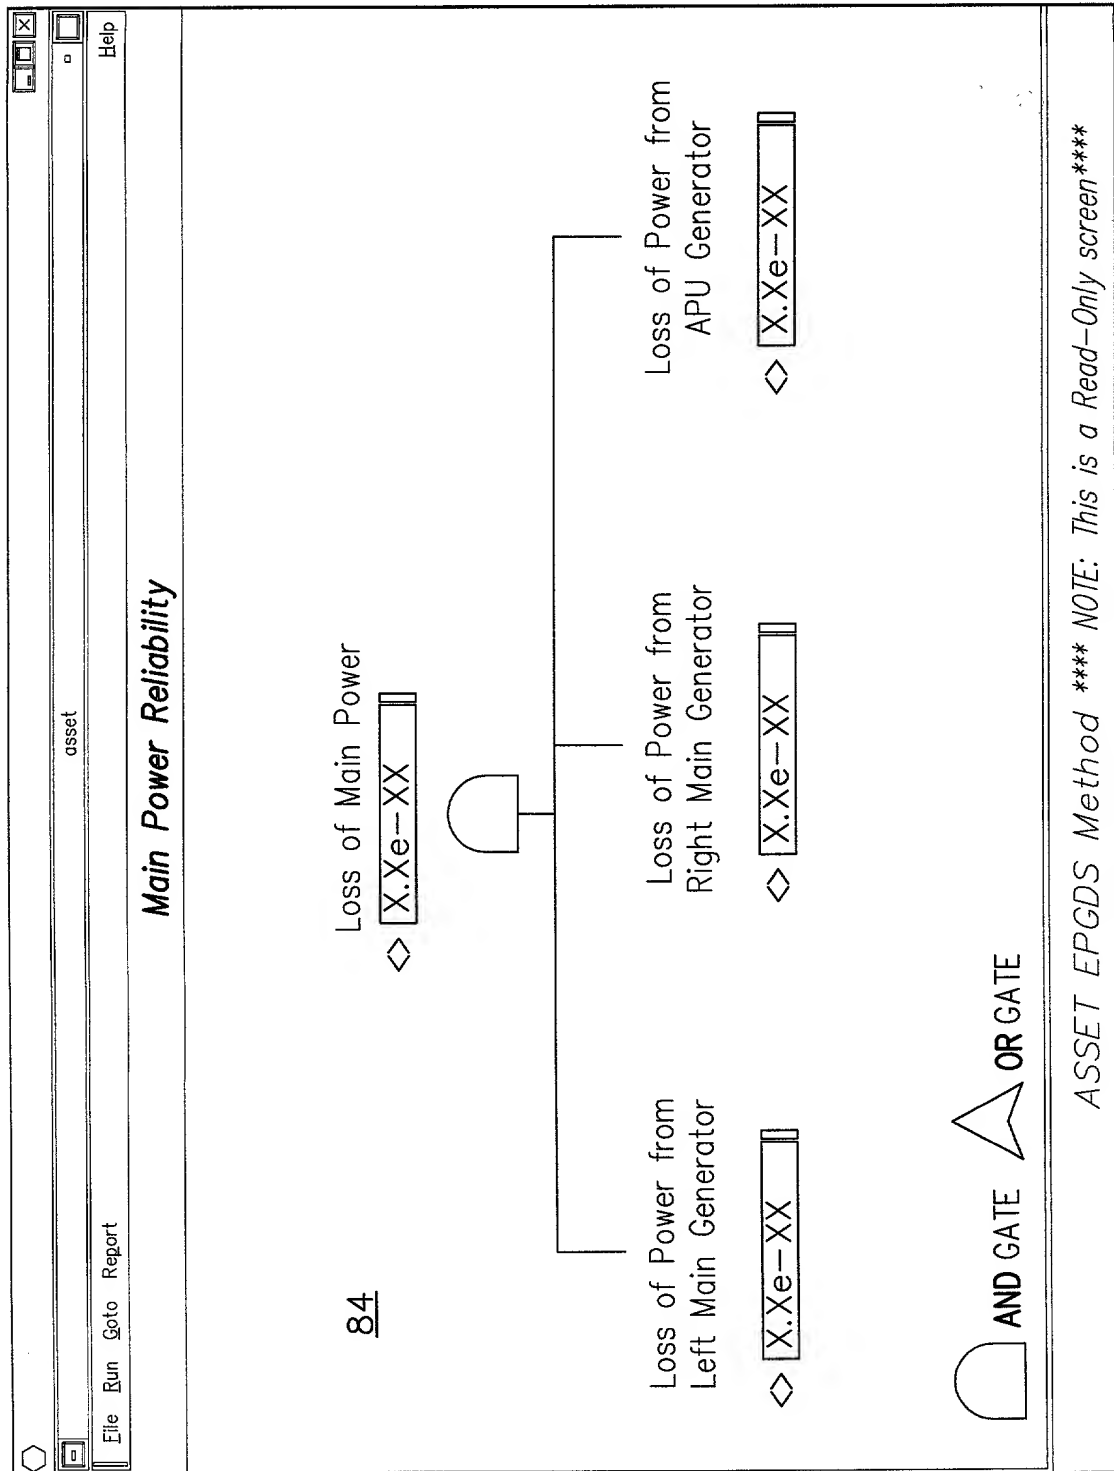 asset
File Run Goto Report Help
Main Power Reliability
84
Loss of Main Power
X.Xe-XX
Loss of Power from
Left Main Generator
X.Xe-XX
Loss of Power from
Right Main Generator
X.Xe-XX
Loss of Power from
APU Generator
X.Xe-XX
AND GATE
OR GATE
ASSET EPGDS Method **** NOTE: This is a Read-Only screen****